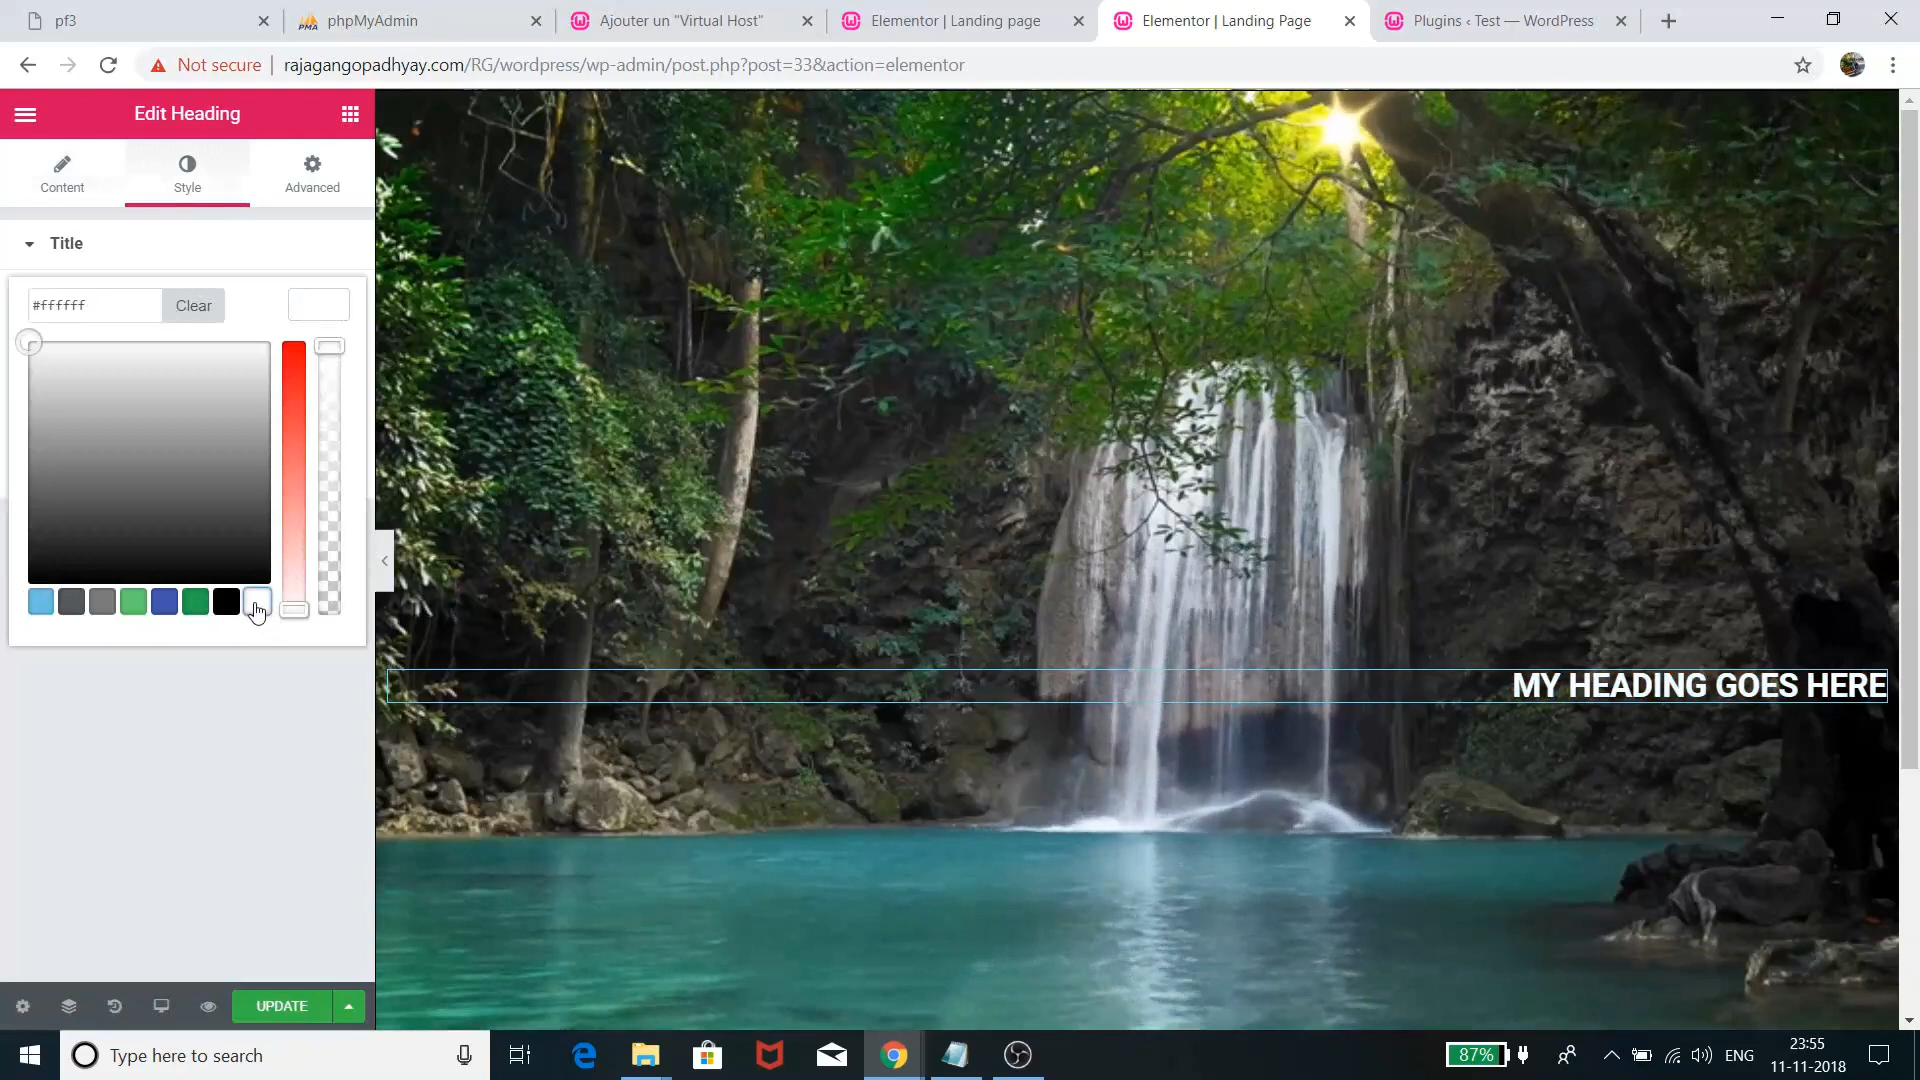 pf3
phpMyAdmin
Ajouter un "Virtual Host"
Elementor | Landing page
Elementor | Landing Page
Plugins ‹ Test — WordPress
Not secure
rajagangopadhyay.com/RG/wordpress/wp-admin/post.php?post=33&action=elementor
Edit Heading
Content
Style
Advanced
Title
#ffffff
Clear
MY HEADING GOES HERE
UPDATE
Type here to search
87%
ENG
23:55
11-11-2018